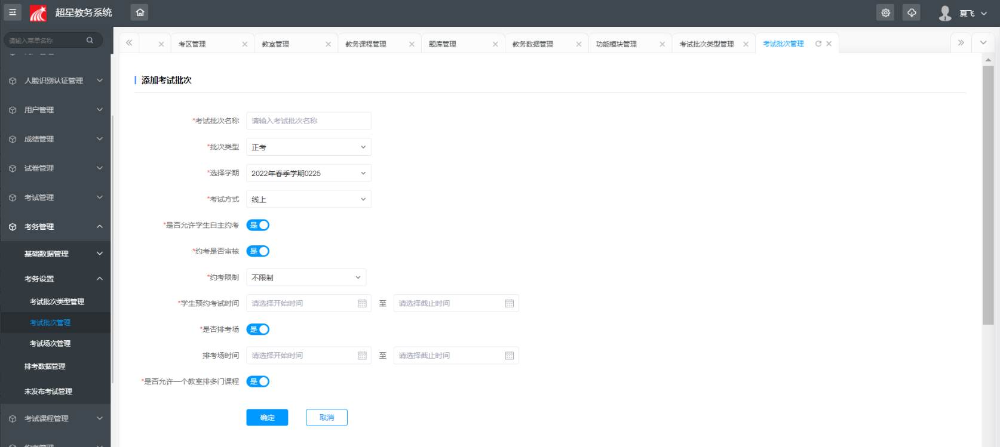 超星教务系统
夏飞
请输入菜单名称
考区管理
教室管理
教务课程管理
题库管理
教务数据管理
功能模块管理
考试批次类型管理
考试批次管理
人脸识别认证管理
用户管理
成绩管理
试卷管理
考试管理
考务管理
基础数据管理
考务设置
考试批次类型管理
考试批次管理
考试场次管理
排考数据管理
未发布考试管理
考试课程管理
约考管理
添加考试批次
*考试批次名称 请输入考试批次名称
*批次类型 正考
*选择学期 2022年春季学期0225
*考试方式 线上
*是否允许学生自主约考 是
*约考是否审核 是
*约考限制 不限制
*学生预约考试时间 请选择开始时间 至 请选择截止时间
*是否排考场 是
排考场时间 请选择开始时间 至 请选择截止时间
*是否允许一个教室排多门课程 是
确定 取消